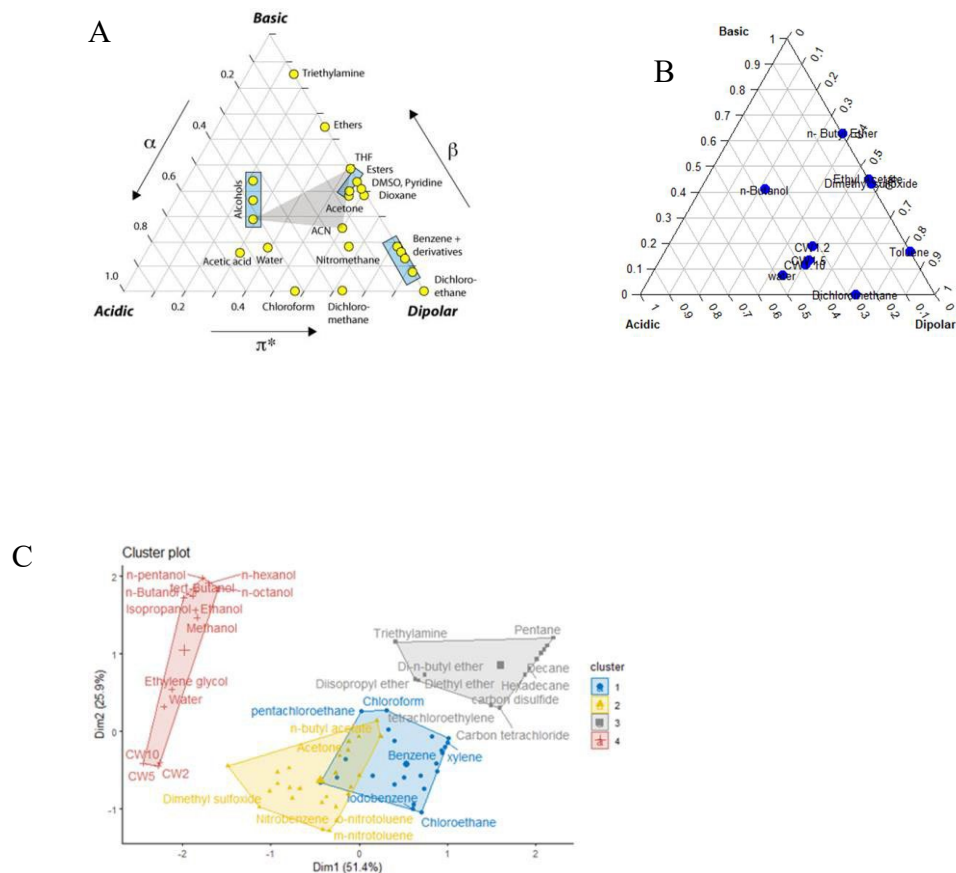 A
Basic
0.2
Triethylamine
0.4
Ethers
α
β
THF
Esters
0.6
DMSO, Pyridine
Alcohols
Dioxane
Acetone
0.8
ACN
Benzene +
derivatives
Acetic acid
Water
Nitromethane
1.0
Dichloro-
ethane
0.2
0.4
Chloroform
Dichloro-
methane
Acidic
Dipolar
π*
B
Basic
1
0
0.9
0.1
0.8
0.2
0.7
0.3
0.6
n- Butyl Ether
0.5
0.5
Ethyl acetate
Dimethyl sulfoxide
0.4
n-Butanol
0.7
0.3
0.8
0.2
CW1.2
Toluene
0.9
0.1
water
0
Dichloromethane
0
1
0.9
0.8
0.7
0.6
0.5
0.4
0.3
0.2
0.1
Acidic
Dipolar
C
Cluster plot
2
n-pentanol
n-hexanol
n-Butanol
tert-Butanol
n-octanol
Isopropanol
Ethanol
Methanol
Triethylamine
Pentane
1
Di-n-butyl ether
Decane
Ethylene glycol
Diisopropyl ether
Diethyl ether
Hexadecane
Water
Chloroform
carbon disulfide
pentachloroethane
tetrachloroethylene
n-butyl acetate
Carbon tetrachloride
0
Acetone
Benzene
xylene
CW10
CW5
CW2
Dimethyl sulfoxide
Iodobenzene
-1
Nitrobenzene
o-nitrotoluene
Chloroethane
m-nitrotoluene
Dim2 (25.9%)
-2
-1
0
1
2
Dim1 (51.4%)
cluster
1
2
3
4